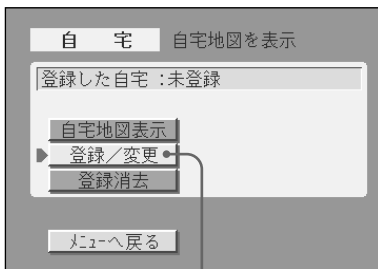 自　宅　自宅地図を表示
登録した自宅：未登録
自宅地図表示
登録／変更
登録消去
ﾒﾆｭｰへ戻る